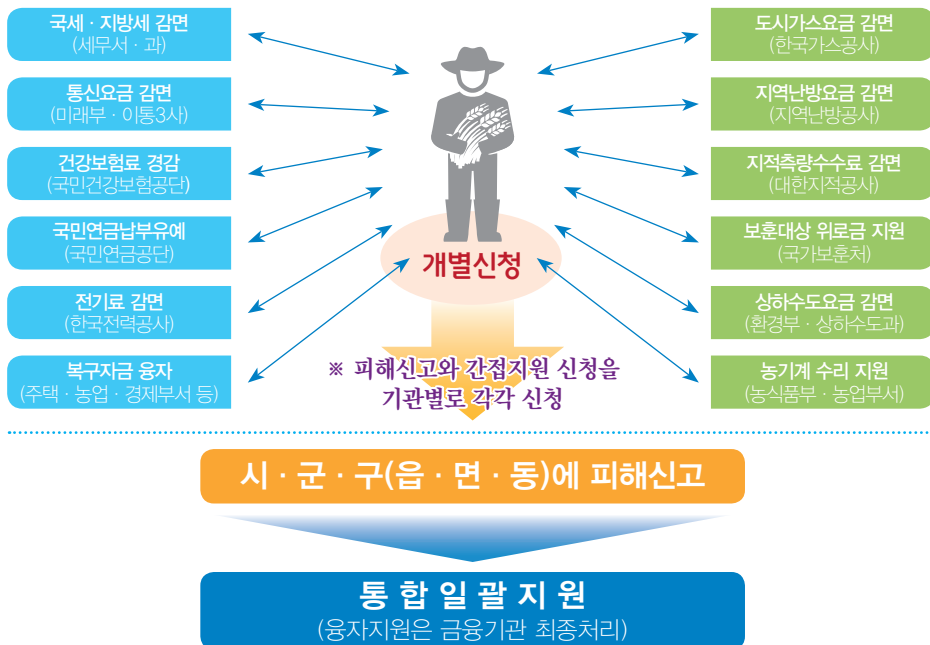 국세 · 지방세 감면
(세무서 · 과)
통신요금 감면
(미래부 · 이통3사)
건강보험료 경감
(국민건강보험공단)
국민연금납부유예
(국민연금공단)
전기료 감면
(한국전력공사)
복구자금 융자
(주택 · 농업 · 경제부서 등)
도시가스요금 감면
(한국가스공사)
지역난방요금 감면
(지역난방공사)
지적측량수수료 감면
(대한지적공사)
보훈대상 위로금 지원
(국가보훈처)
상하수도요금 감면
(환경부 · 상하수도과)
농기계 수리 지원
(농식품부 · 농업부서)
개별신청
※ 피해신고와 간접지원 신청을
기관별로 각각 신청
시 · 군 · 구(읍 · 면 · 동)에 피해신고
통 합 일 괄 지 원
(융자지원은 금융기관 최종처리)